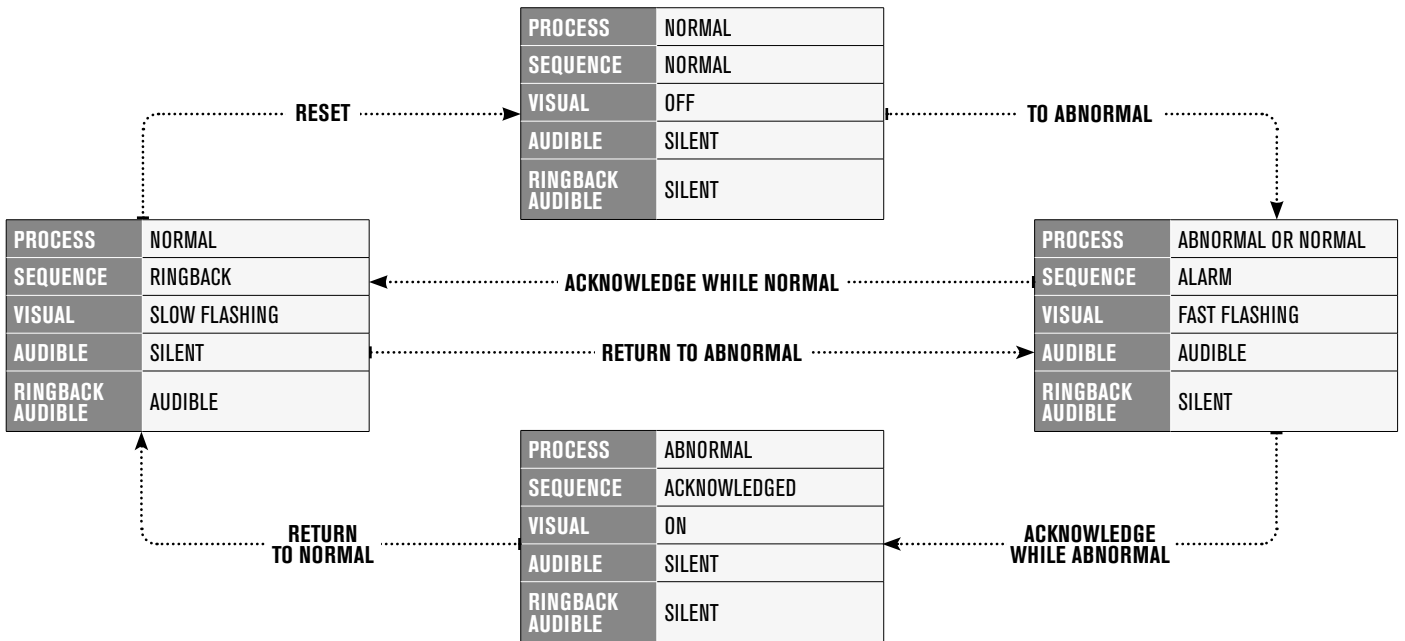 PROCESS NORMAL
SEQUENCE NORMAL
VISUAL OFF
AUDIBLE SILENT
RINGBACK
AUDIBLE SILENT
RESET
TO ABNORMAL
PROCESS NORMAL
SEQUENCE RINGBACK
VISUAL SLOW FLASHING
AUDIBLE SILENT
RINGBACK
AUDIBLE AUDIBLE
ACKNOWLEDGE WHILE NORMAL
RETURN TO ABNORMAL
PROCESS ABNORMAL OR NORMAL
SEQUENCE ALARM
VISUAL FAST FLASHING
AUDIBLE AUDIBLE
RINGBACK
AUDIBLE SILENT
RETURN
TO NORMAL
PROCESS ABNORMAL
SEQUENCE ACKNOWLEDGED
VISUAL ON
AUDIBLE SILENT
RINGBACK
AUDIBLE SILENT
ACKNOWLEDGE
WHILE ABNORMAL